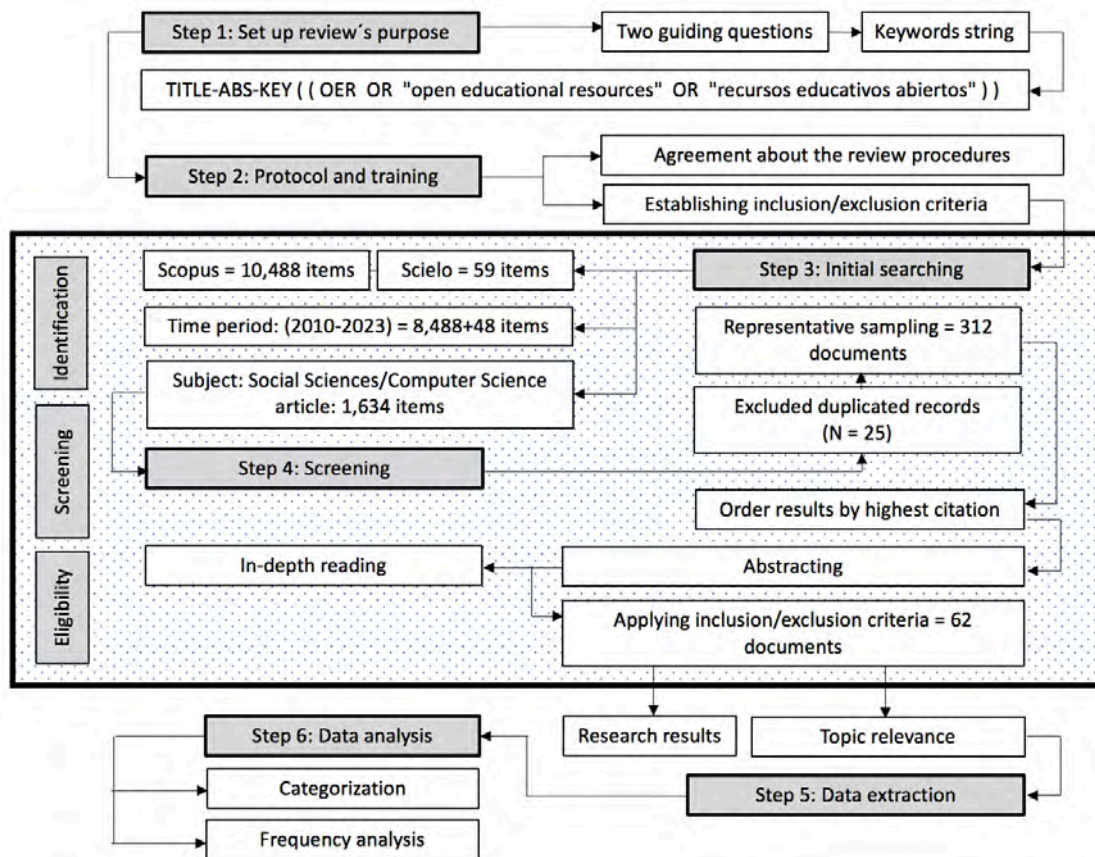 Step 1: Set up review´s purpose
Two guiding questions
Keywords string
TITLE-ABS-KEY ( ( OER OR "open educational resources" OR "recursos educativos abiertos" ) )
Step 2: Protocol and training
Agreement about the review procedures
Establishing inclusion/exclusion criteria
Identification
Scopus = 10,488 items
Scielo = 59 items
Step 3: Initial searching
Time period: (2010-2023) = 8,488+48 items
Representative sampling = 312
documents
Subject: Social Sciences/Computer Science
article: 1,634 items
Excluded duplicated records
(N = 25)
Screening
Step 4: Screening
Order results by highest citation
Eligibility
In-depth reading
Abstracting
Applying inclusion/exclusion criteria = 62
documents
Step 6: Data analysis
Research results
Topic relevance
Categorization
Step 5: Data extraction
Frequency analysis